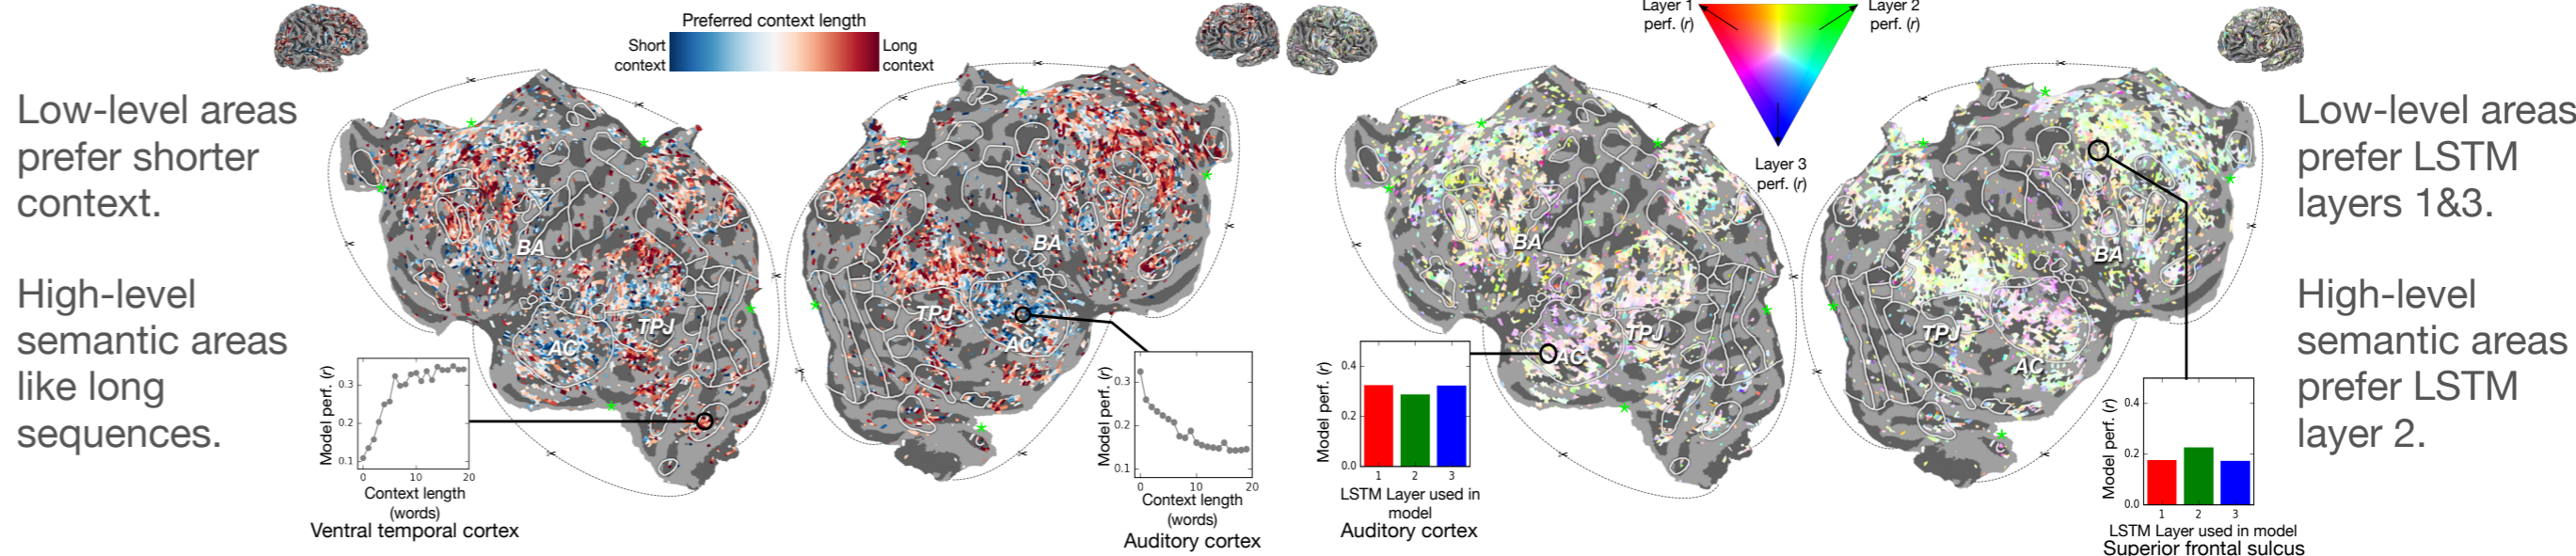 Low-level areas
prefer shorter
context.
High-level
semantic areas
like long
sequences.
Preferred context length
Short
context
Long
context
BA
TPJ
AC
BA
TPJ
AC
Model perf. (r)
0.3
0.2
0.1
0 10 20
Context length
(words)
Ventral temporal cortex
Model perf. (r)
0.3
0.2
0.1
0 10 20
Context length
(words)
Auditory cortex
Layer 1
perf. (r)
Layer 2
perf. (r)
Layer 3
perf. (r)
BA
TPJ
AC
BA
TPJ
AC
Model perf. (r)
0.4
0.2
0.0
1 2 3
LSTM Layer used in
model
Auditory cortex
Model perf. (r)
0.4
0.2
0.0
1 2 3
LSTM Layer used in model
Superior frontal sulcus
Low-level areas
prefer LSTM
layers 1&3.
High-level
semantic areas
prefer LSTM
layer 2.